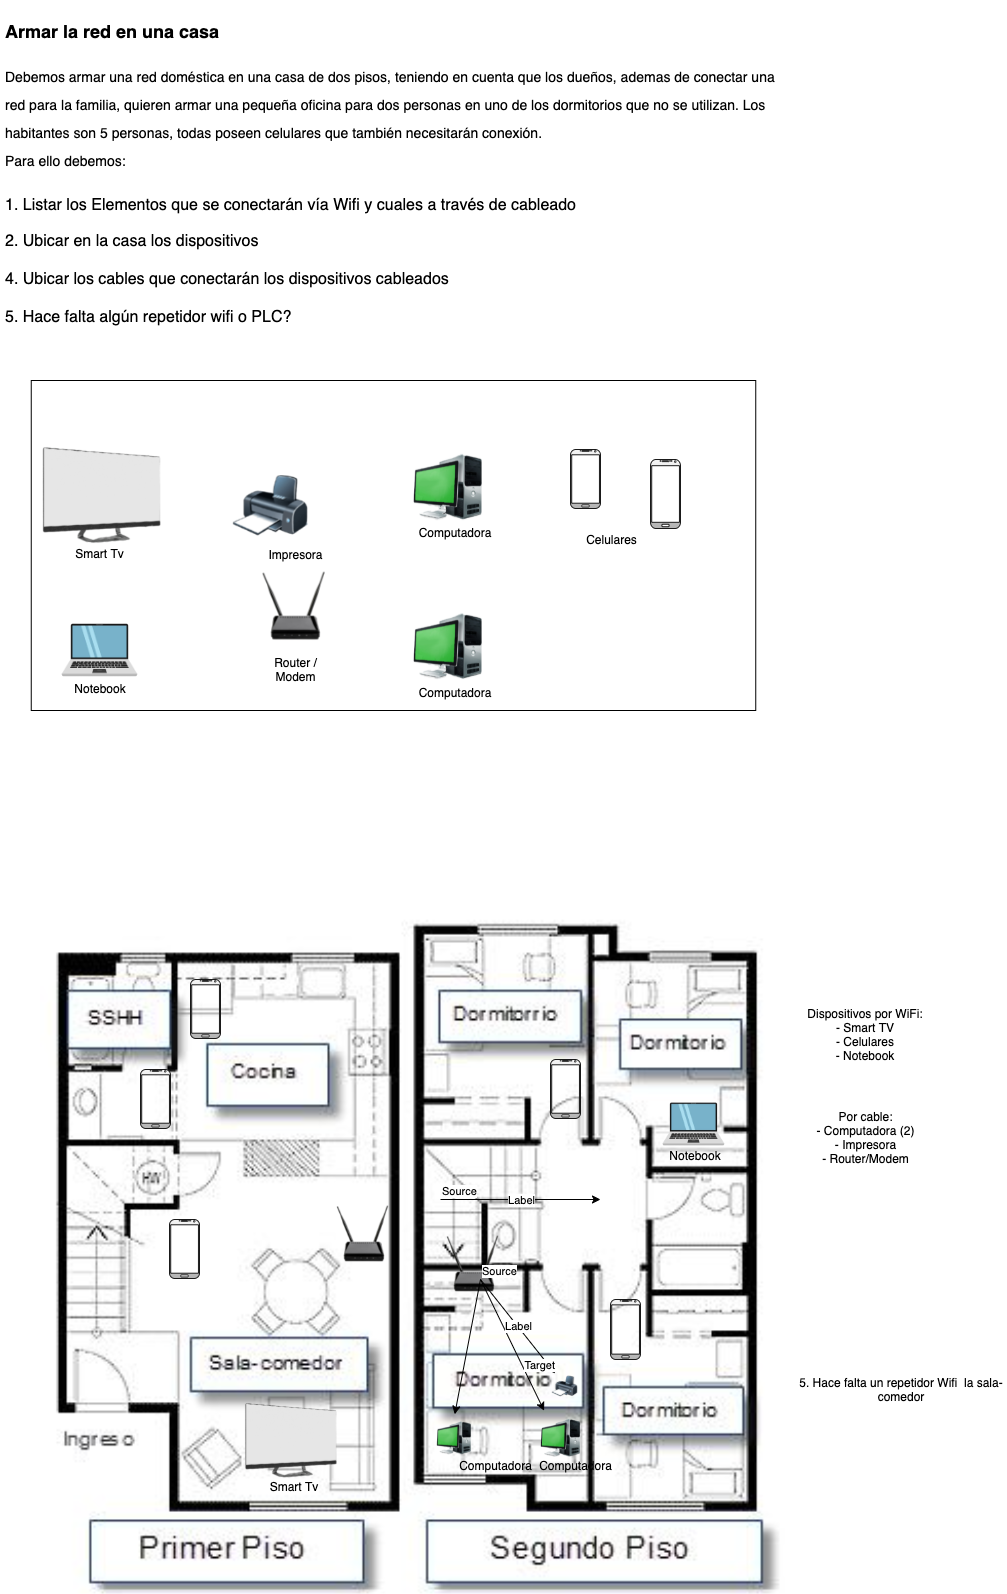 Armar la red en una casa
Debemos armar una red doméstica en una casa de dos pisos, teniendo en cuenta que los dueños, ademas de conectar una
red para la familia, quieren armar una pequeña oficina para dos personas en uno de los dormitorios que no se utilizan. Los
habitantes son 5 personas, todas poseen celulares que también necesitarán conexión.
Para ello debemos:
1. Listar los Elementos que se conectarán vía Wifi y cuales a través de cableado
2. Ubicar en la casa los dispositivos
4. Ubicar los cables que conectarán los dispositivos cableados
5. Hace falta algún repetidor wifi o PLC?
Smart Tv
Impresora
Computadora
Celulares
Notebook
Router /
Modem
Computadora
SSHH
Cocina
HW
Sala-comedor
Ingreso
Smart Tv
Primer Piso
Dormitorrio
Dormitorio
Notebook
Source
Label
Source
Label
Target
Dormitorio
Dormitorio
Computadora
Computadora
Segundo Piso
Dispositivos por WiFi:
- Smart TV
- Celulares
- Notebook
Por cable:
- Computadora (2)
- Impresora
- Router/Modem
5. Hace falta un repetidor Wifi la sala-
comedor